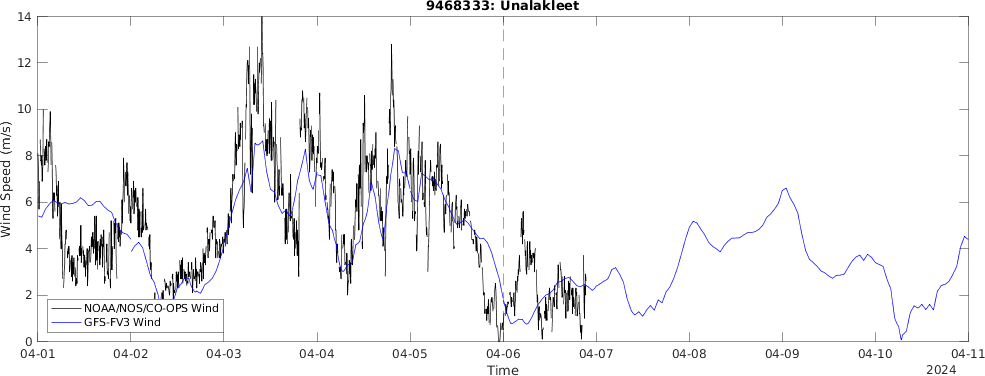 9468333: Unalakleet
Wind Speed (m/s)
14
12
10
8
6
4
2
0
NOAA/NOS/CO-OPS Wind
GFS-FV3 Wind
04-01 04-02 04-03 04-04 04-05 04-06 04-07 04-08 04-09 04-10 04-11
Time
2024